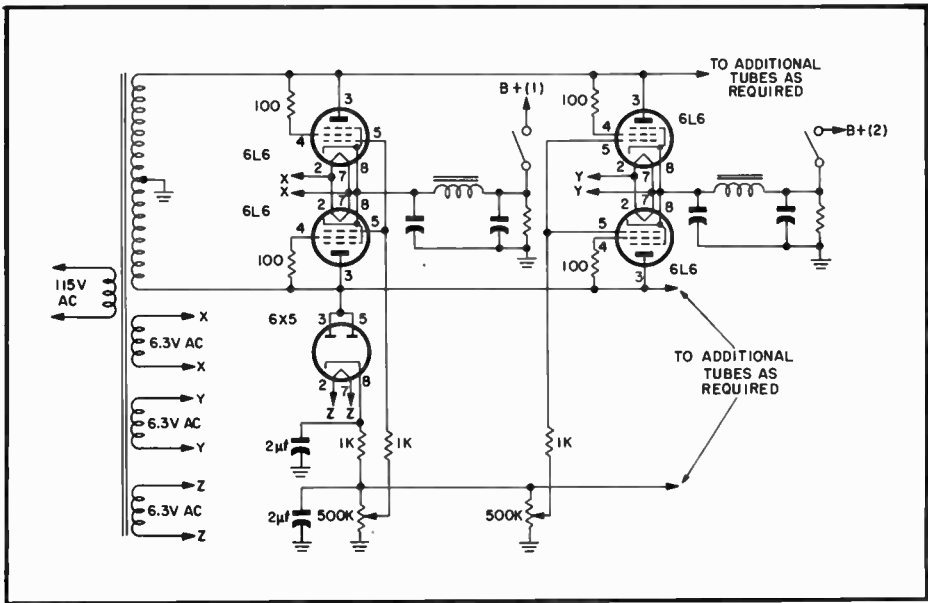 TO ADDITIONAL
TUBES AS
REQUIRED
B+(1)
B+(2)
100
3
4
5
6L6
2
7
8
X
X
6L6
2
7
8
4
5
100
3
100
3
4
5
6L6
2
7
8
Y
Y
2
7
8
5
4
100
3
6L6
115V
AC
6X5
3
5
2
7
8
Z
Z
6.3V AC
X
X
6.3V AC
Y
Y
6.3V AC
Z
Z
TO ADDITIONAL
TUBES AS
REQUIRED
2µf
1K
1K
1K
2µf
500K
500K